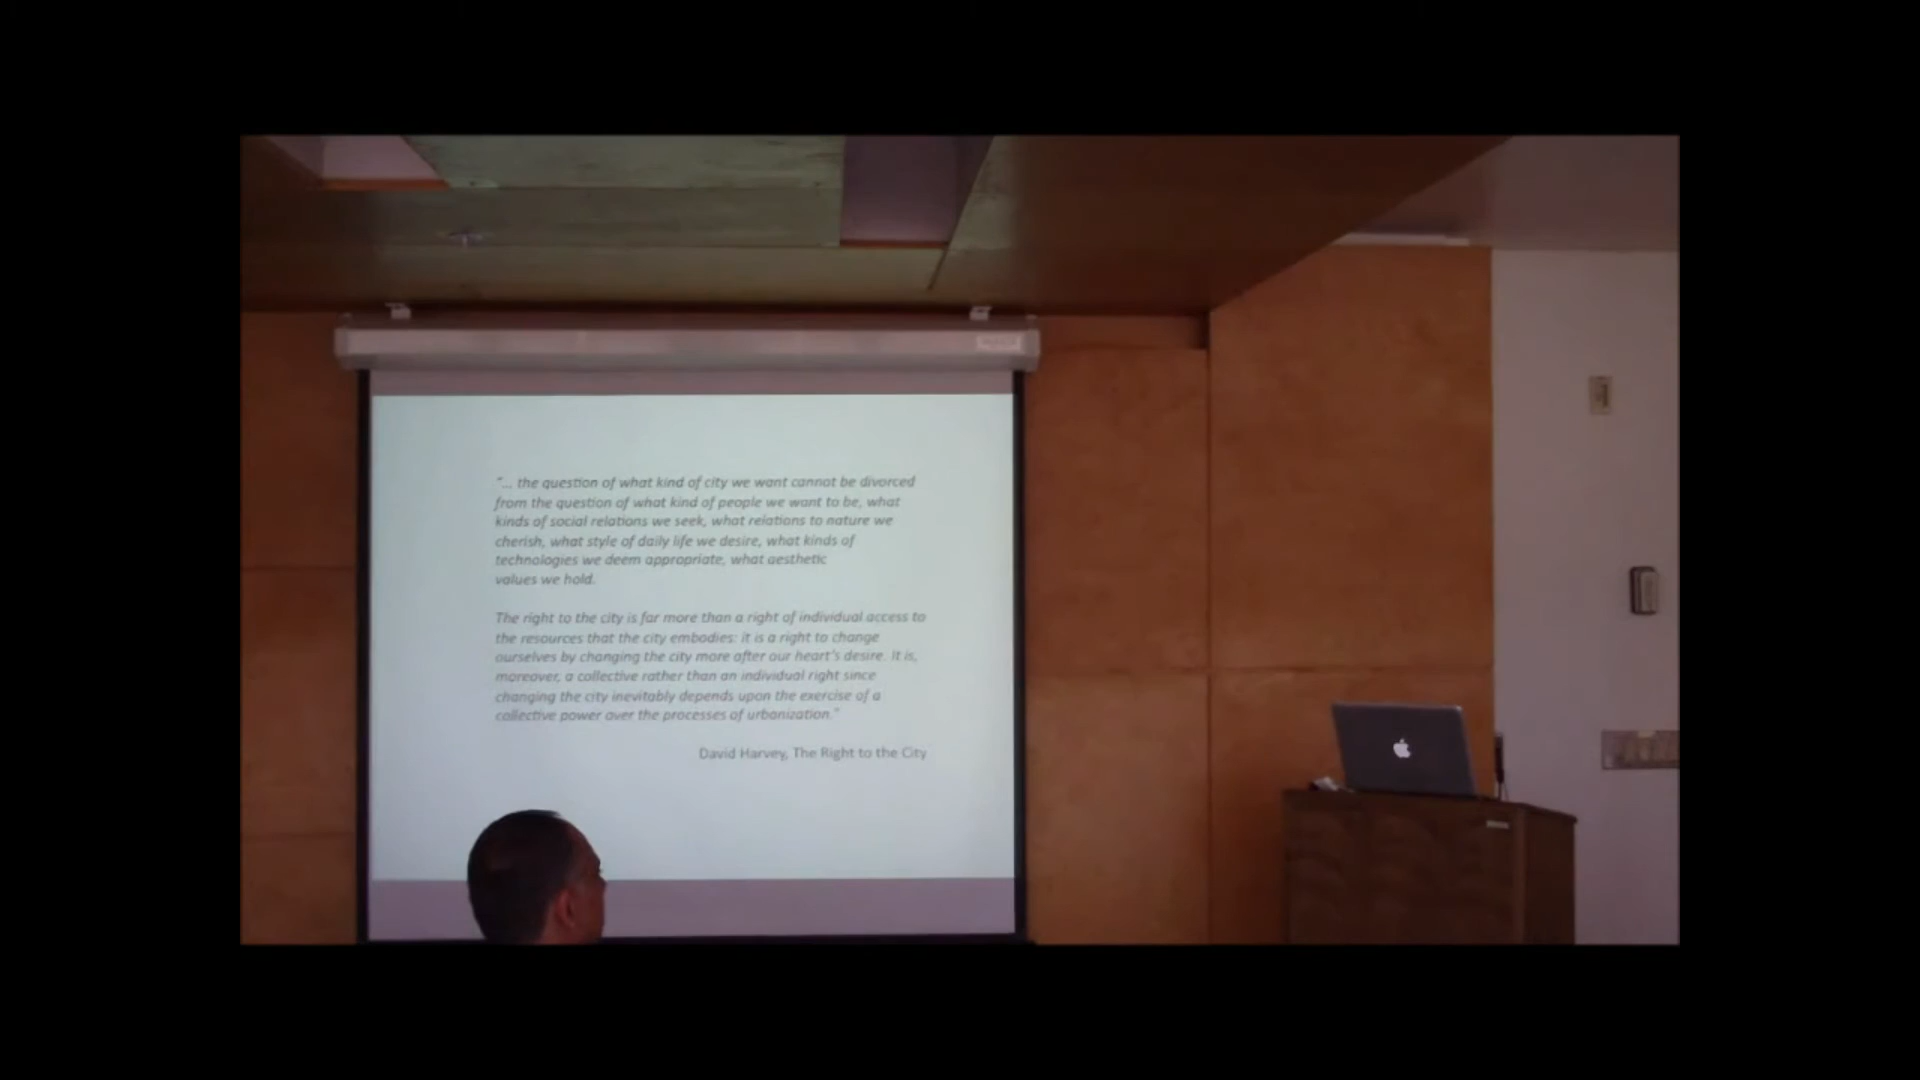 "... the question of what kind of city we want cannot be divorced
from the question of what kind of people we want to be, what
kinds of social relations we seek, what relations to nature we
cherish, what style of daily life we desire, what kinds of
technologies we deem appropriate, what aesthetic
values we hold.
The right to the city is far more than a right of individual access to
the resources that the city embodies: it is a right to change
ourselves by changing the city more after our heart's desire. It is,
moreover, a collective rather than an individual right since
changing the city inevitably depends upon the exercise of a
collective power over the processes of urbanization."
David Harvey, The Right to the City